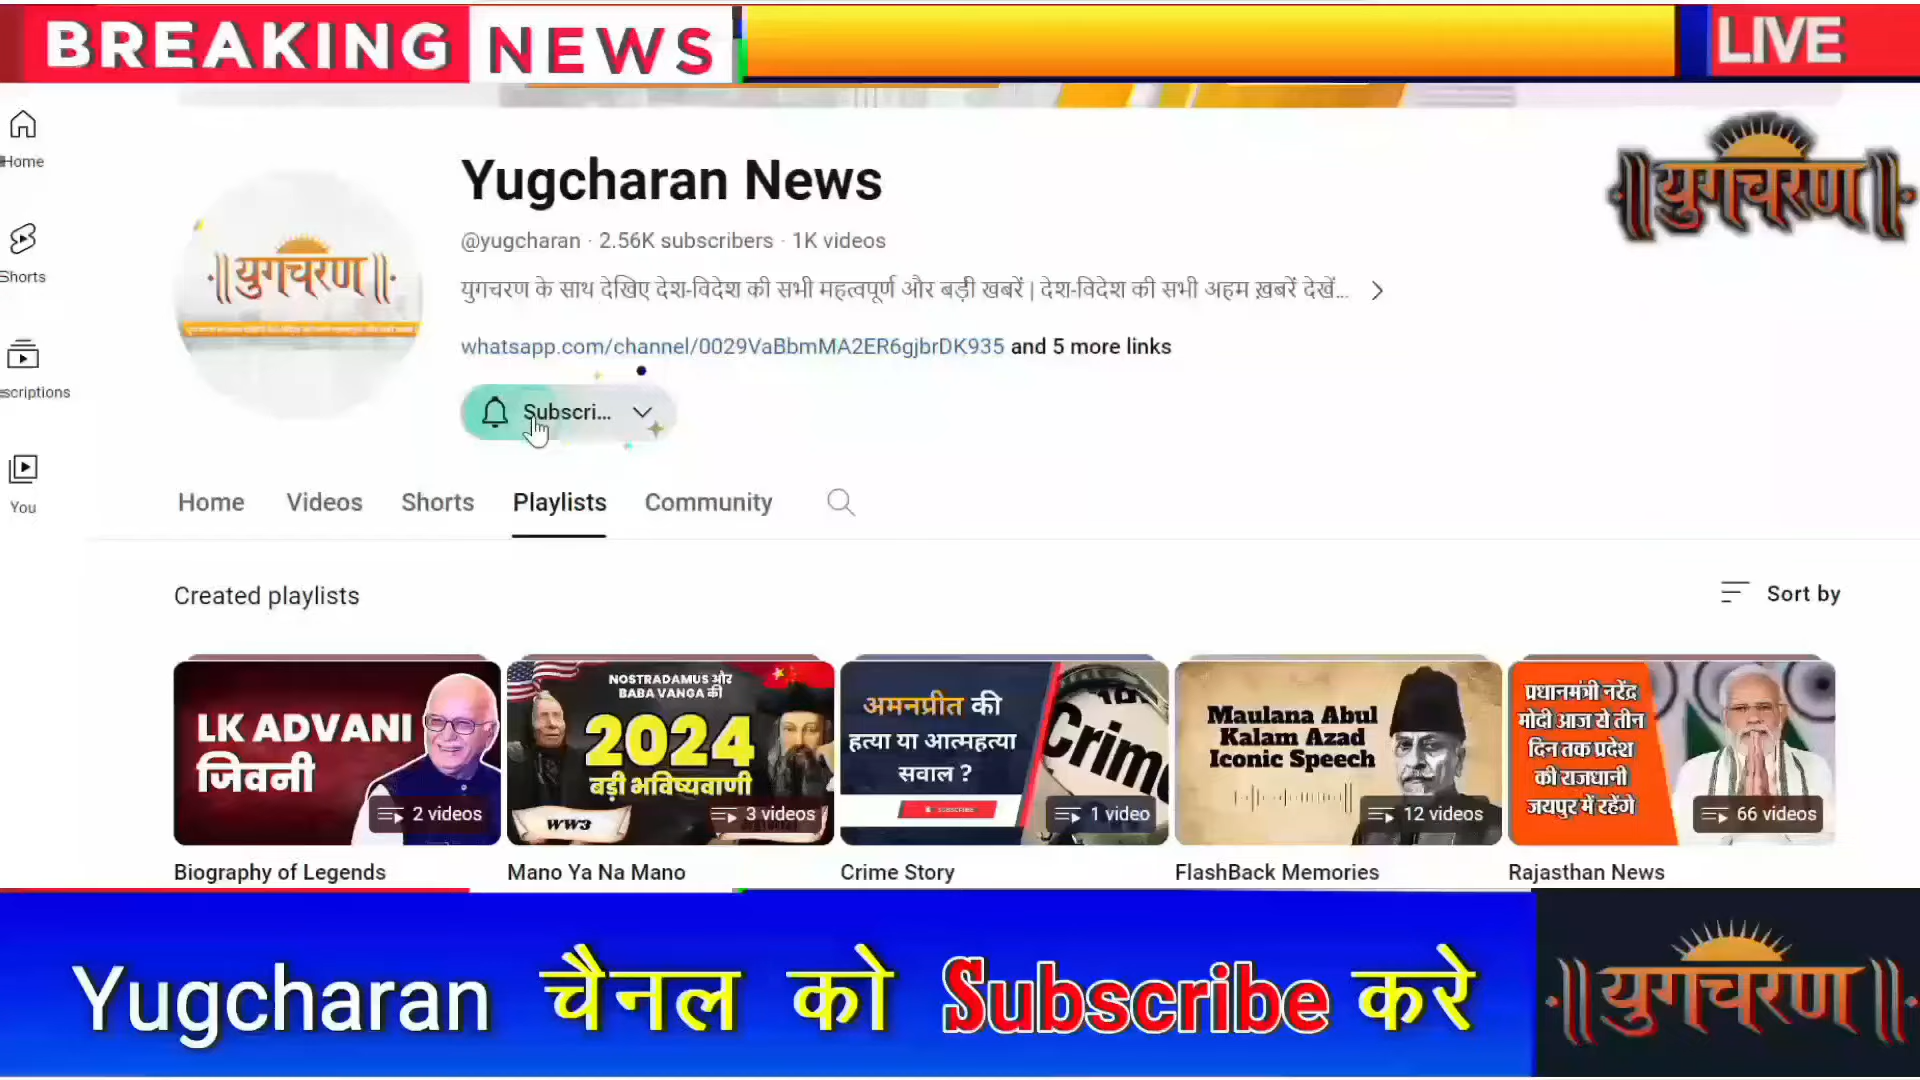 BREAKING NEWS
LIVE
Home
Shorts
scriptions
You
युगचरण
Yugcharan News
@yugcharan · 2.56K subscribers · 1K videos
युगचरण के साथ देखिए देश-विदेश की सभी महत्वपूर्ण और बड़ी खबरें | देश-विदेश की सभी अहम ख़बरें देखें...
whatsapp.com/channel/0029VaBbmMA2ER6gjbrDK935 and 5 more links
Subscri...
॥युगचरण॥
Home Videos Shorts Playlists Community
Created playlists
Sort by
LK ADVANI
जिवनी
2 videos
NOSTRADAMUS और
BABA VANGA की
2024
बड़ी भविष्यवाणी
WW3
3 videos
अमनप्रीत की
हत्या या आत्महत्या
सवाल ?
SUBSCRIBE
Crime
1 video
Maulana Abul
Kalam Azad
Iconic Speech
12 videos
प्रधानमंत्री नरेंद्र
मोदी आज ये तीन
दिन तक प्रदेश
की राजधानी
जयपुर में रहेंगे
66 videos
Biography of Legends
Mano Ya Na Mano
Crime Story
FlashBack Memories
Rajasthan News
Yugcharan चैनल को Subscribe करे
॥युगचरण॥